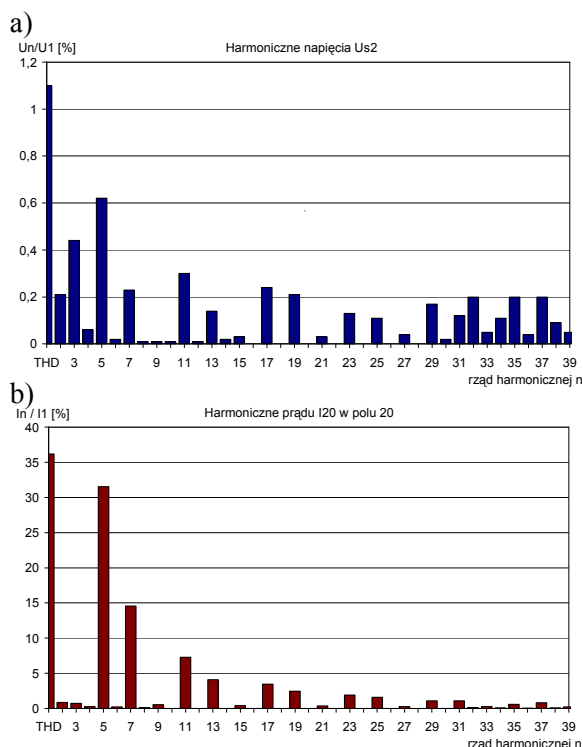 a)
Un/U1 [%]
Harmoniczne napięcia Us2
1,2
1
0,8
0,6
0,4
0,2
0
THD 3 5 7 9 11 13 15 17 19 21 23 25 27 29 31 33 35 37 39
rząd harmonicznej n
b)
In / I1 [%]
Harmoniczne prądu I20 w polu 20
40
35
30
25
20
15
10
5
0
THD 3 5 7 9 11 13 15 17 19 21 23 25 27 29 31 33 35 37 39
rząd harmonicznej n